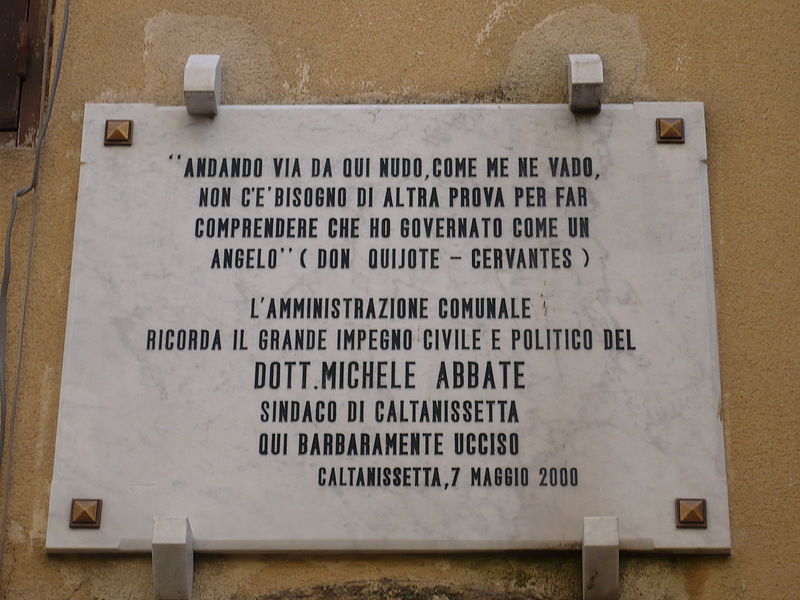 "ANDANDO VIA DA QUI NUDO, COME ME NE VADO,
NON C'E' BISOGNO DI ALTRA PROVA PER FAR
COMPRENDERE CHE HO GOVERNATO COME UN
ANGELO" ( DON QUIJOTE - CERVANTES )
L'AMMINISTRAZIONE COMUNALE
RICORDA IL GRANDE IMPEGNO CIVILE E POLITICO DEL
DOTT. MICHELE ABBATE
SINDACO DI CALTANISSETTA
QUI BARBARAMENTE UCCISO
CALTANISSETTA, 7 MAGGIO 2000